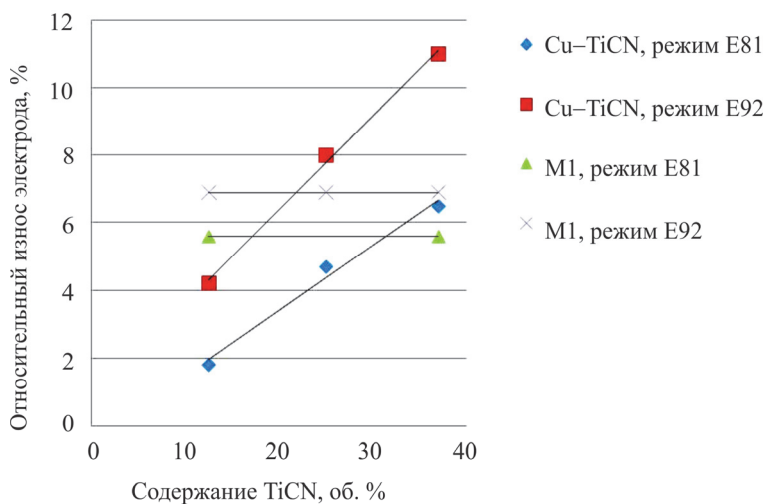 Относительный износ электрода, %
12
10
8
6
4
2
0
0
10
20
30
40
Содержание TiCN, об. %
Cu–TiCN, режим E81
Cu–TiCN, режим E92
M1, режим E81
M1, режим E92